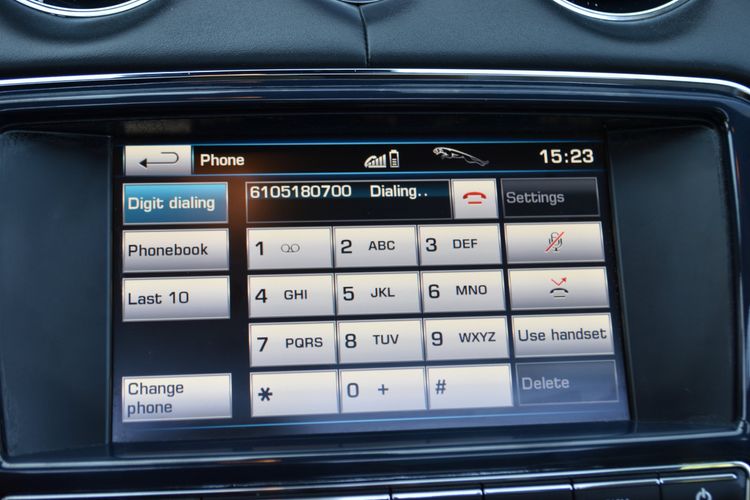 Phone 15:23
Digit dialing 6105180700 Dialing.. Settings
Phonebook 1 2 ABC 3 DEF
Last 10 4 GHI 5 JKL 6 MNO
7 PQRS 8 TUV 9 WXYZ Use handset
Change
phone * 0 + # Delete